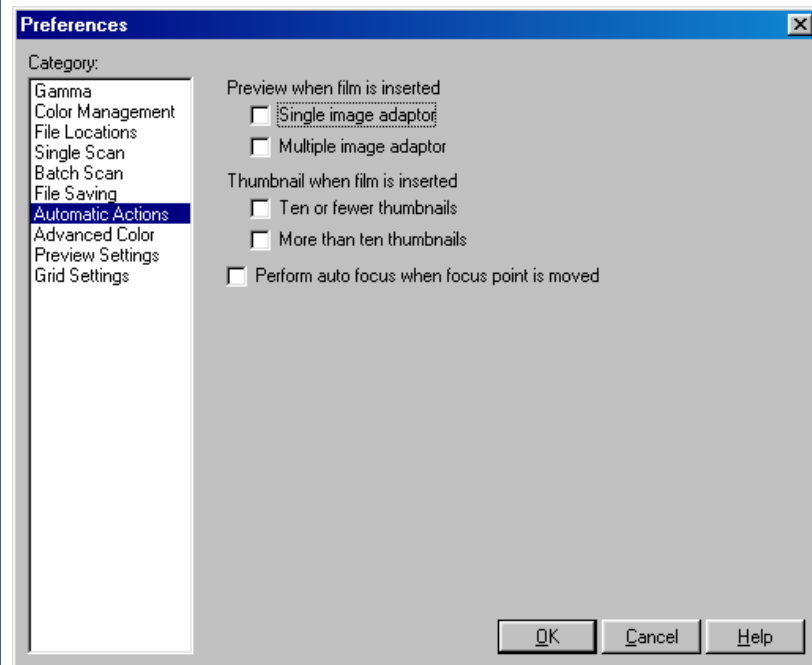 Preferences
Category:
Gamma
Color Management
File Locations
Single Scan
Batch Scan
File Saving
Automatic Actions
Advanced Color
Preview Settings
Grid Settings
Preview when film is inserted
Single image adaptor
Multiple image adaptor
Thumbnail when film is inserted
Ten or fewer thumbnails
More than ten thumbnails
Perform auto focus when focus point is moved
OK
Cancel
Help